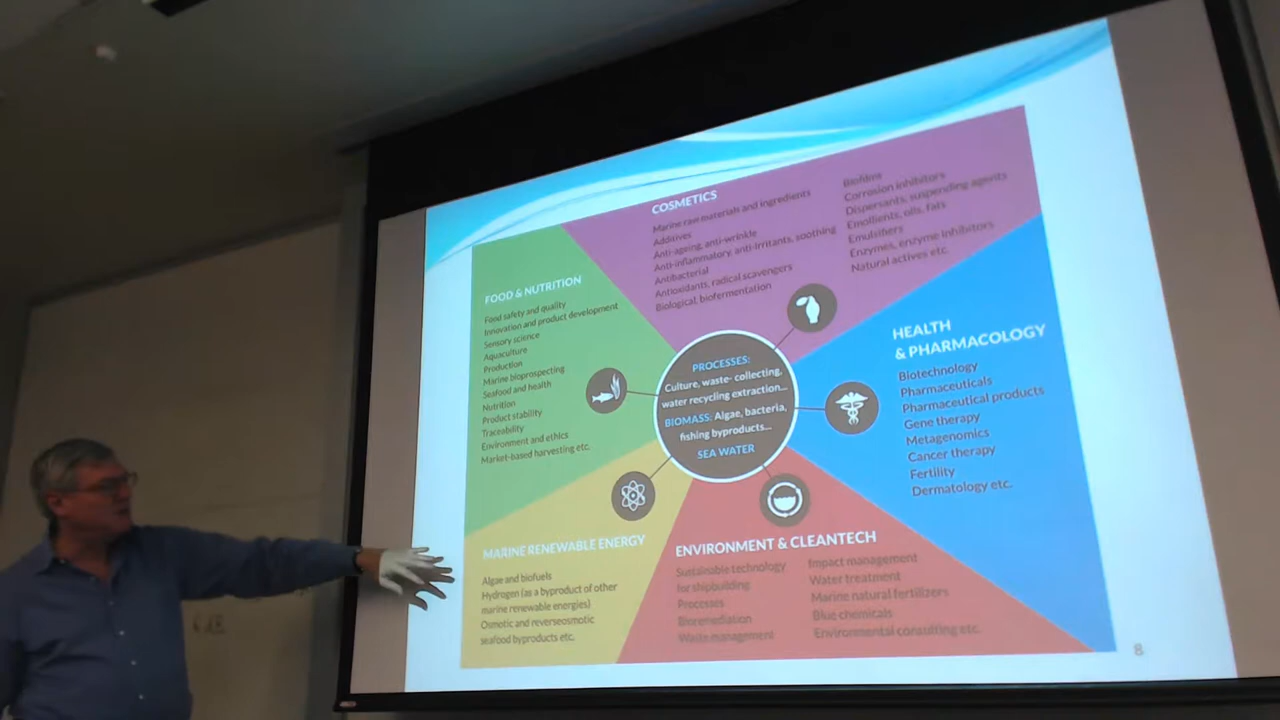 COSMETICS
Marine raw materials and ingredients
Additives
Anti-ageing, anti-wrinkle
Anti-inflammatory, anti-irritants, soothing
Antibacterial
Antioxidants, radical scavengers
Biological, biofermentation
Biofilms
Corrosion inhibitors
Dispersants, suspending agents
Emollients, oils, fats
Emulsifiers
Enzymes, enzyme inhibitors
Natural actives etc.
FOOD & NUTRITION
Food safety and quality
Innovation and product development
Sensory science
Aquaculture
Production
Marine bioprospecting
Seafood and health
Nutrition
Product stability
Traceability
Environment and ethics
Market-based harvesting etc.
PROCESSES:
Culture, waste- collecting,
water recycling extraction...
BIOMASS: Algae, bacteria,
fishing byproducts...
SEA WATER
HEALTH
& PHARMACOLOGY
Biotechnology
Pharmaceuticals
Pharmaceutical products
Gene therapy
Metagenomics
Cancer therapy
Fertility
Dermatology etc.
MARINE RENEWABLE ENERGY
Algae and biofuels
Hydrogen (as a byproduct of other
marine renewable energies)
Osmotic and reverseosmotic
seafood byproducts etc.
ENVIRONMENT & CLEANTECH
Sustainable technology
for shipbuilding
Processes
Bioremediation
Waste management
Impact management
Water treatment
Marine natural fertilizers
Blue chemicals
Environmental consulting etc.
8